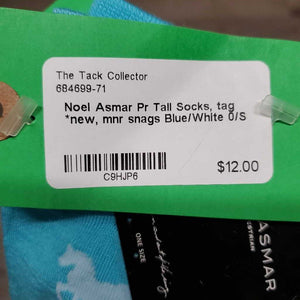 The Tack Collector
684699-71
Noel Asmar Pr Tall Socks, tag
*new, mnr snags Blue/White O/S
C9HJP6
$12.00
ASMAR
ONE SIZE